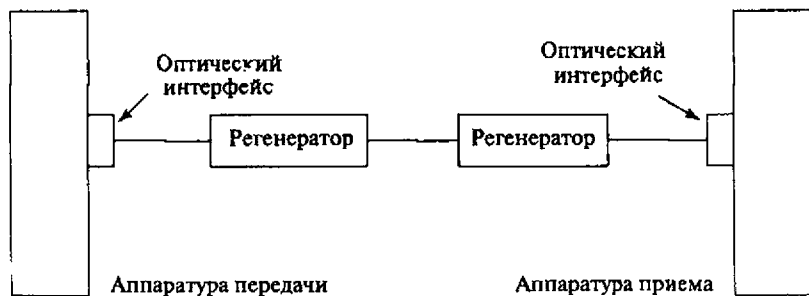 Оптический
интерфейс
Оптический
интерфейс
Регенератор
Регенератор
Аппаратура передачи
Аппаратура приема